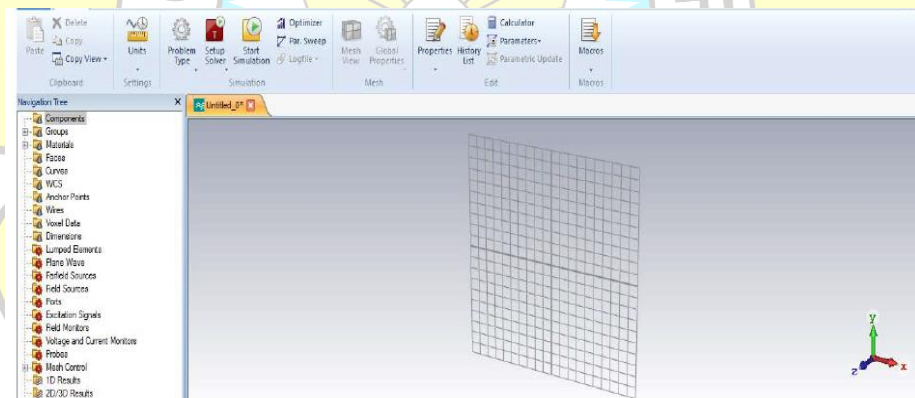 Paste
Delete
Copy
Copy View
Clipboard
Units
Settings
Problem Type
Setup Solver
Start Simulation
Optimizer
Par. Sweep
Logfile
Simulation
Mesh View
Global Properties
Mesh
Properties
History List
Calculator
Parameters
Parametric Update
Edit
Macros
Macros
Navigation Tree
Untitled_0*
Components
Groups
Materials
Faces
Curves
WCS
Anchor Points
Wires
Voxel Data
Dimensions
Lumped Elements
Plane Wave
Farfield Sources
Field Sources
Ports
Excitation Signals
Field Monitors
Voltage and Current Monitors
Probes
Mesh Control
1D Results
2D/3D Results
y
z
x